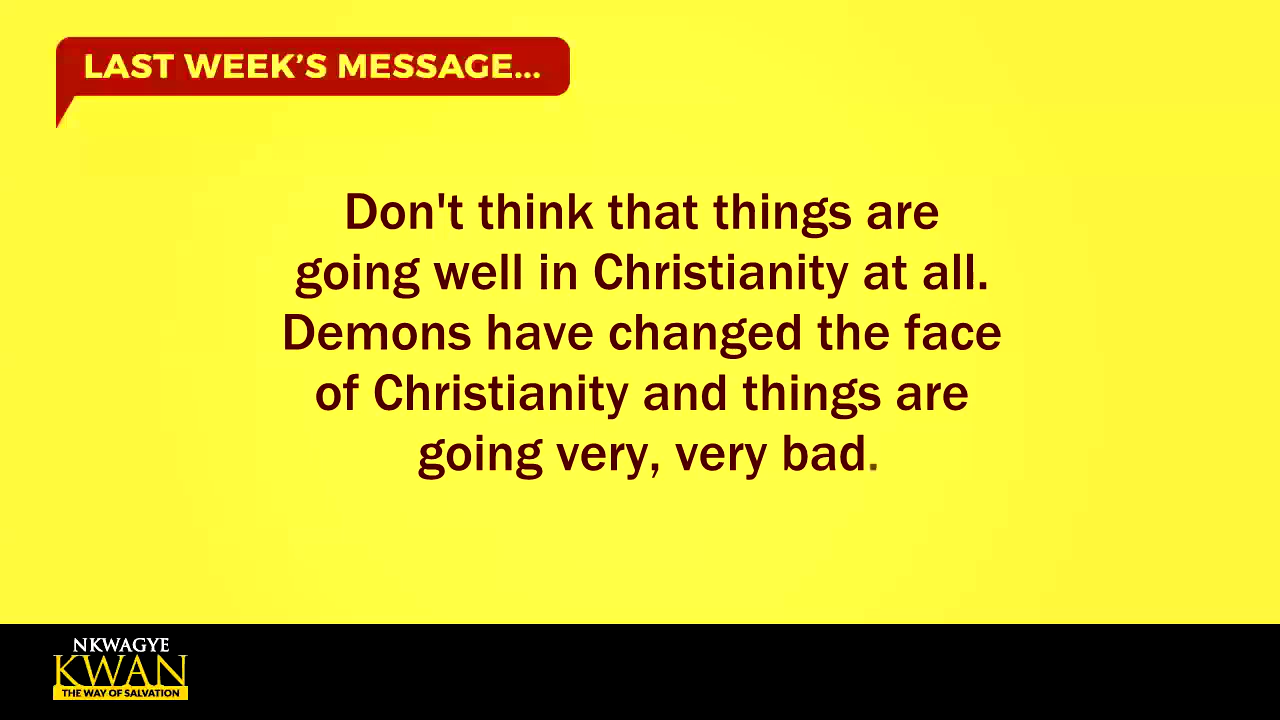 LAST WEEK’S MESSAGE...
Don't think that things are
going well in Christianity at all.
Demons have changed the face
of Christianity and things are
going very, very bad.
NKWAGYE
KWAN
THE WAY OF SALVATION